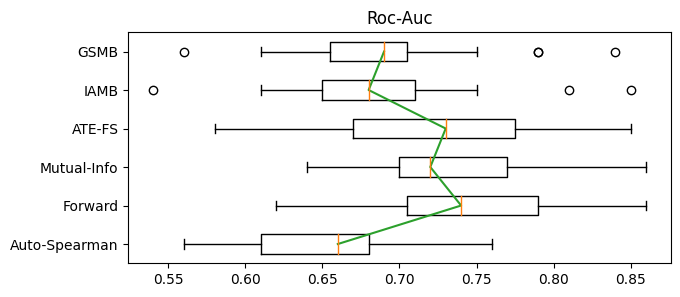 Roc-Auc
GSMB
IAMB
ATE-FS
Mutual-Info
Forward
Auto-Spearman
0.55 0.60 0.65 0.70 0.75 0.80 0.85